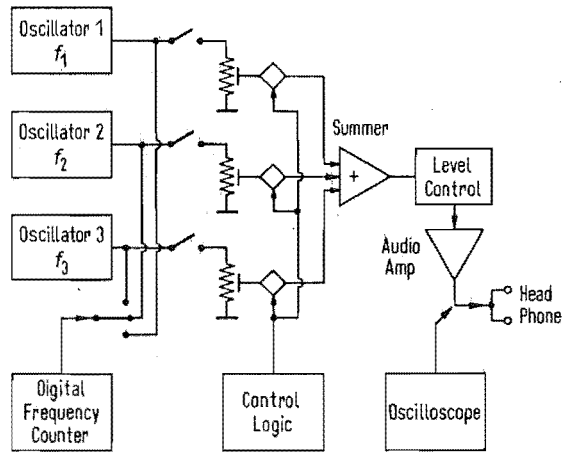 Oscillator 1
f1
Oscillator 2
f2
Oscillator 3
f3
Summer
+
Level
Control
Audio
Amp
Head
Phone
Digital
Frequency
Counter
Control
Logic
Oscilloscope